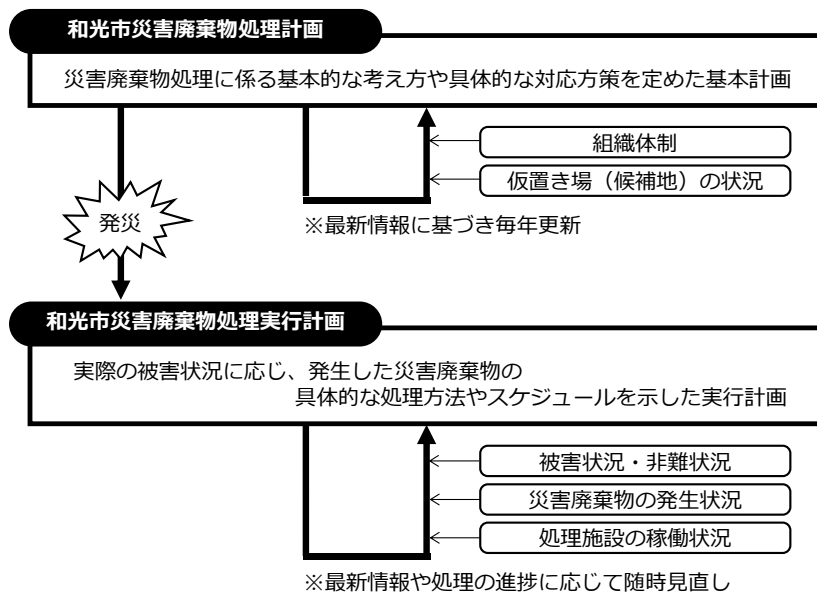 和光市災害廃棄物処理計画
災害廃棄物処理に係る基本的な考え方や具体的な対応方策を定めた基本計画
組織体制
仮置き場（候補地）の状況
※最新情報に基づき毎年更新
発災
和光市災害廃棄物処理実行計画
実際の被害状況に応じ、発生した災害廃棄物の
具体的な処理方法やスケジュールを示した実行計画
被害状況・非難状況
災害廃棄物の発生状況
処理施設の稼働状況
※最新情報や処理の進捗に応じて随時見直し